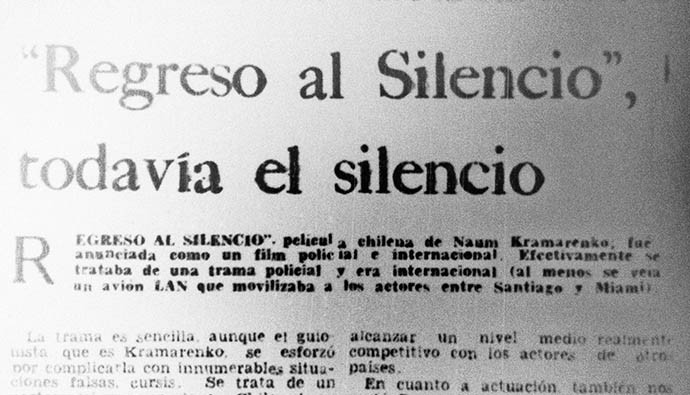 “Regreso al Silencio”,
todavía el silencio
REGRESO AL SILENCIO”. pelicula chilena de Naum Kramarenko, fue
anunciada como un film policial e internacional. Efectivamente se
trataba de una trama policial y era internacional (al menos se veía
un avión LAN que movilizaba a los actores entre Santiago y Miami)
La trama es sencilla, aunque el guio
nista que es Kramarenko, se esforzó
por complicarla con innumerables situa-
ciones falsas, cursis. Se trata de un
alcanzar un nivel medio realmente
competitivo con los actores de otros
países.
En cuanto a actuación, también nos